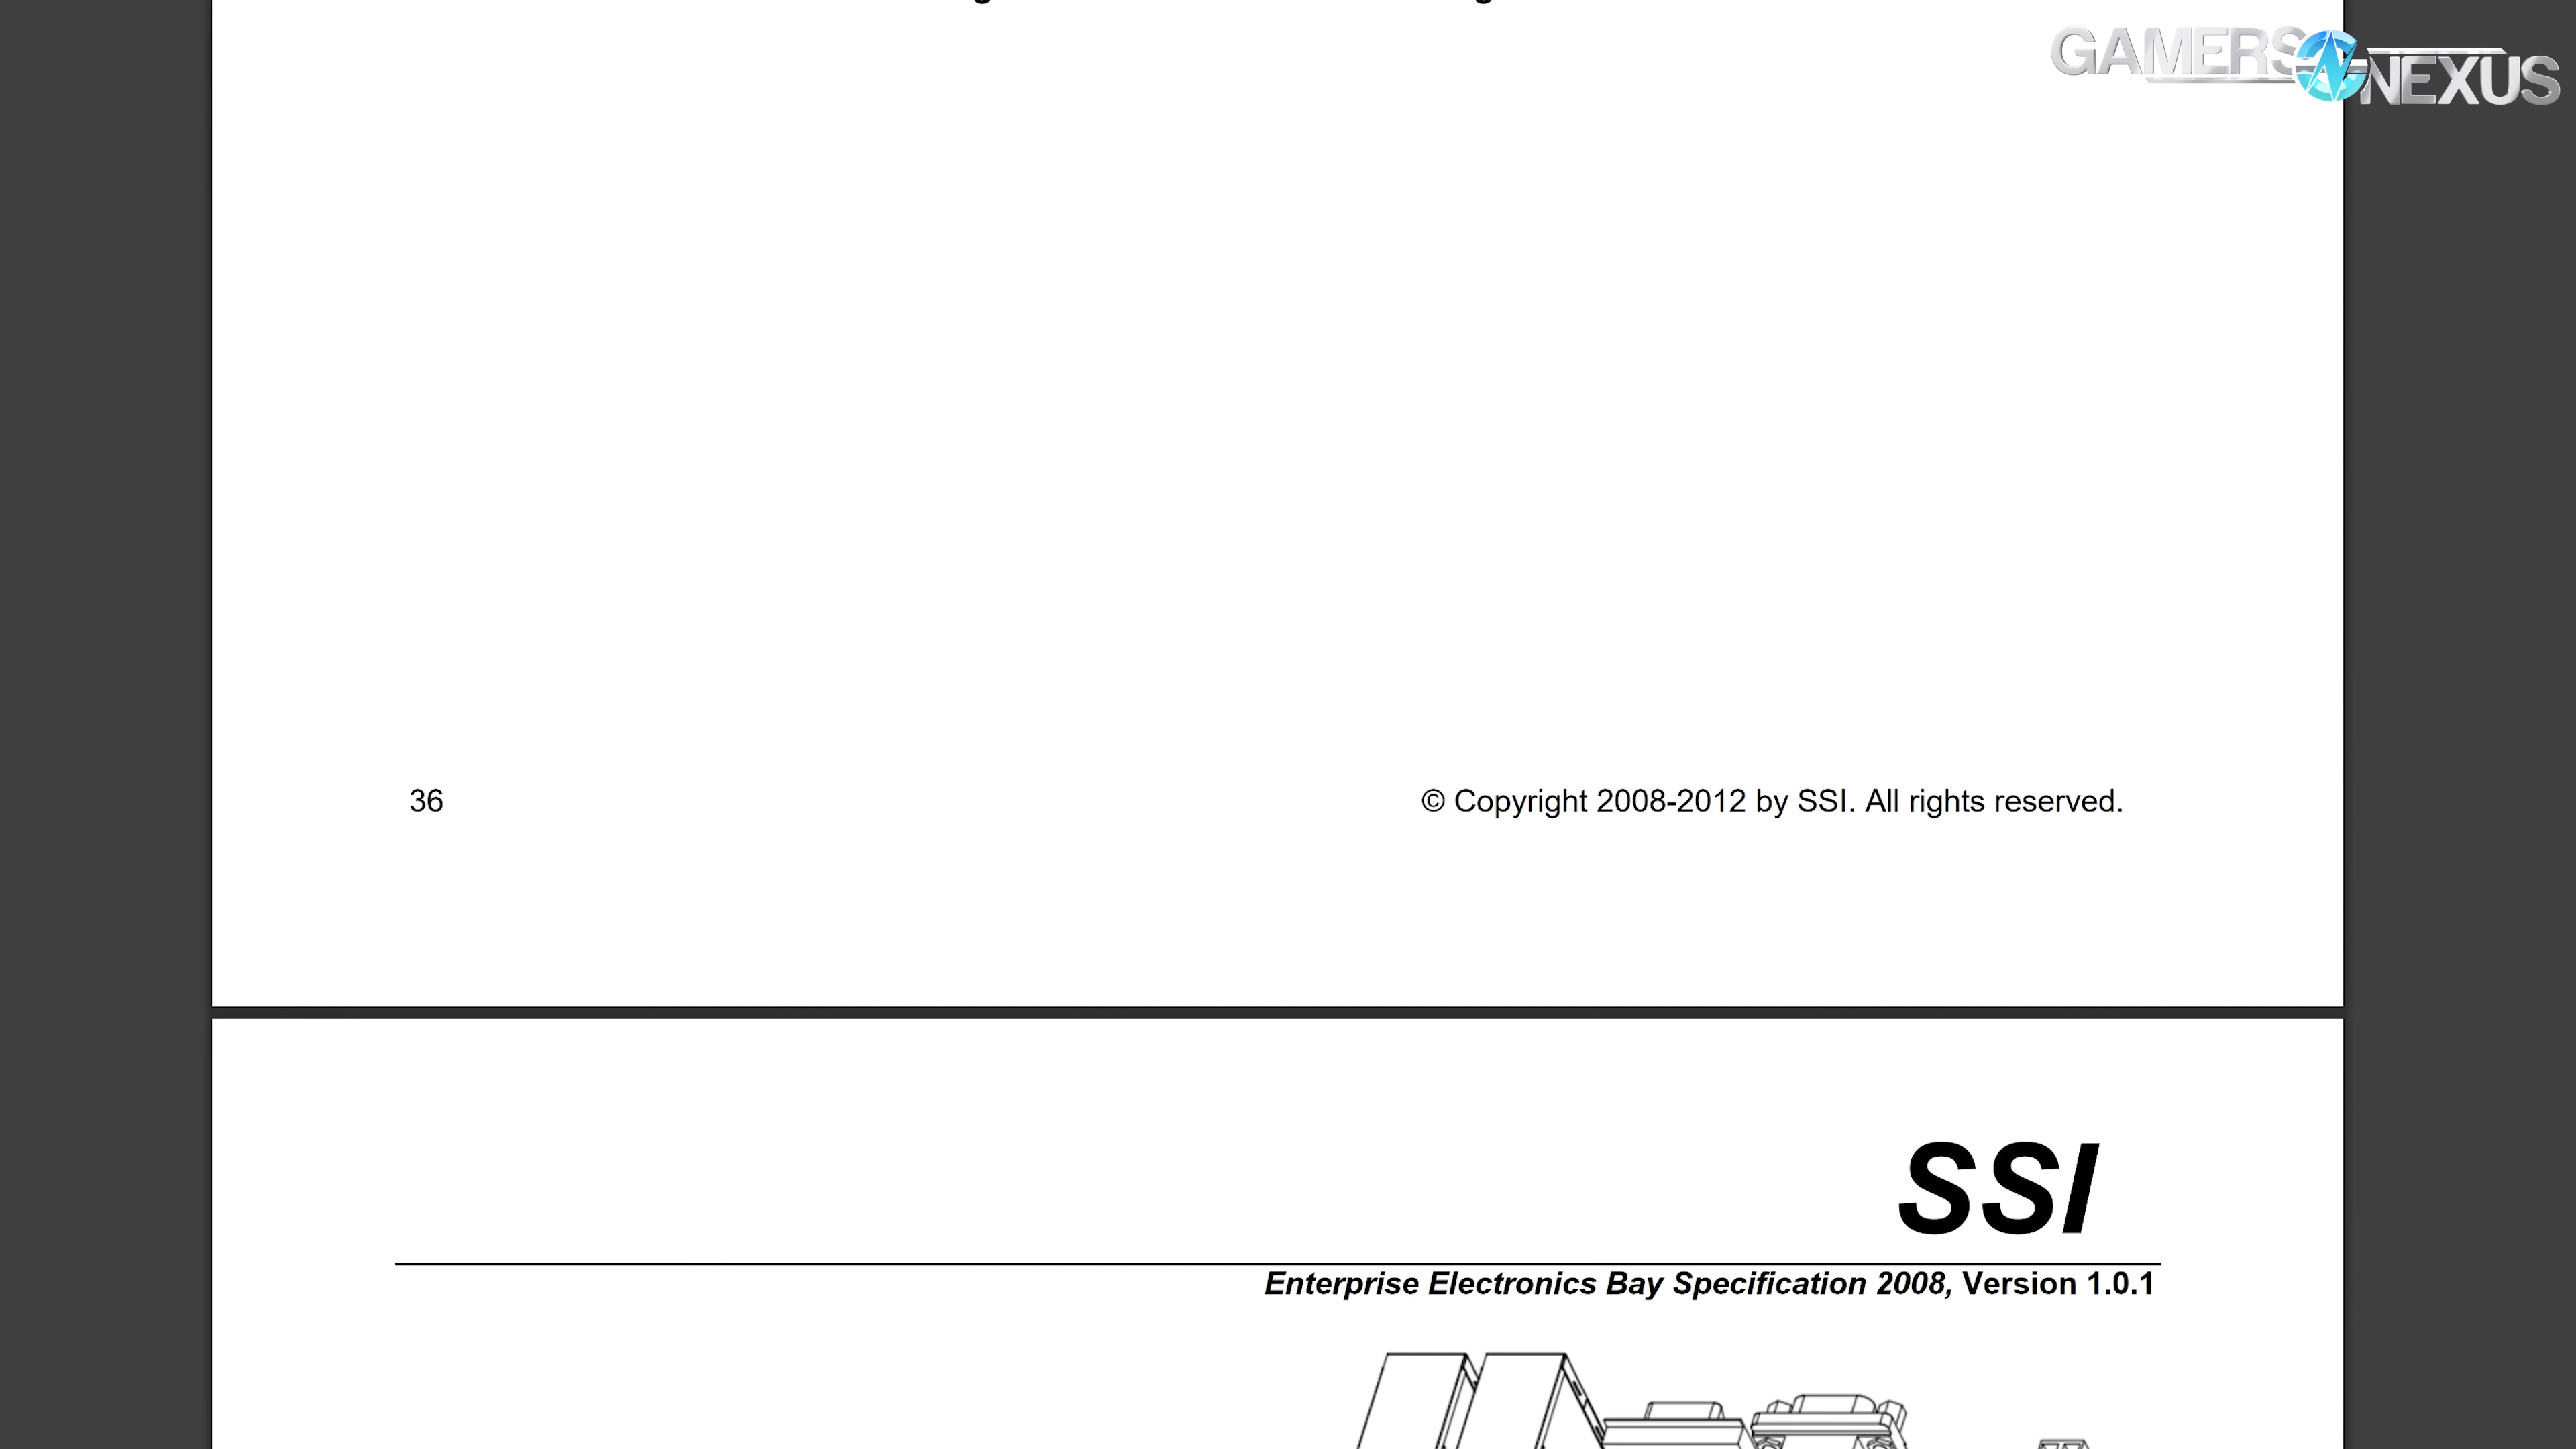 GAMERS NEXUS
36
© Copyright 2008-2012 by SSI. All rights reserved.
SSI
Enterprise Electronics Bay Specification 2008, Version 1.0.1